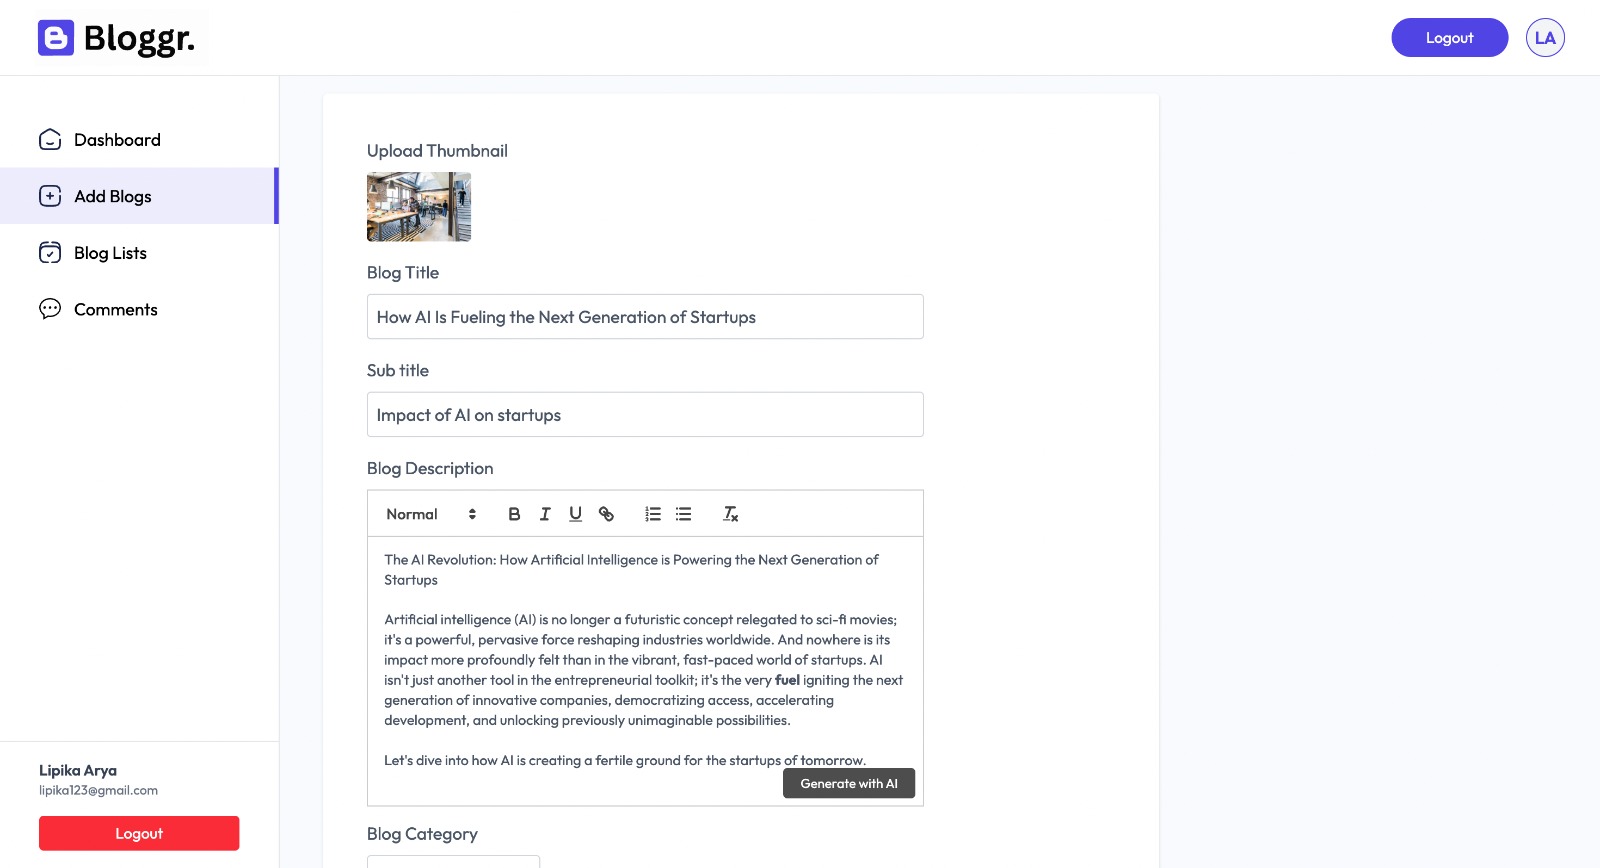 Bloggr.
Logout
LA
Dashboard
Add Blogs
Blog Lists
Comments
Lipika Arya
lipika123@gmail.com
Logout
Upload Thumbnail
Blog Title
How AI Is Fueling the Next Generation of Startups
Sub title
Impact of AI on startups
Blog Description
Normal
The AI Revolution: How Artificial Intelligence is Powering the Next Generation of
Startups
Artificial intelligence (AI) is no longer a futuristic concept relegated to sci-fi movies;
it's a powerful, pervasive force reshaping industries worldwide. And nowhere is its
impact more profoundly felt than in the vibrant, fast-paced world of startups. AI
isn't just another tool in the entrepreneurial toolkit; it's the very fuel igniting the next
generation of innovative companies, democratizing access, accelerating
development, and unlocking previously unimaginable possibilities.
Let's dive into how AI is creating a fertile ground for the startups of tomorrow.
Generate with AI
Blog Category